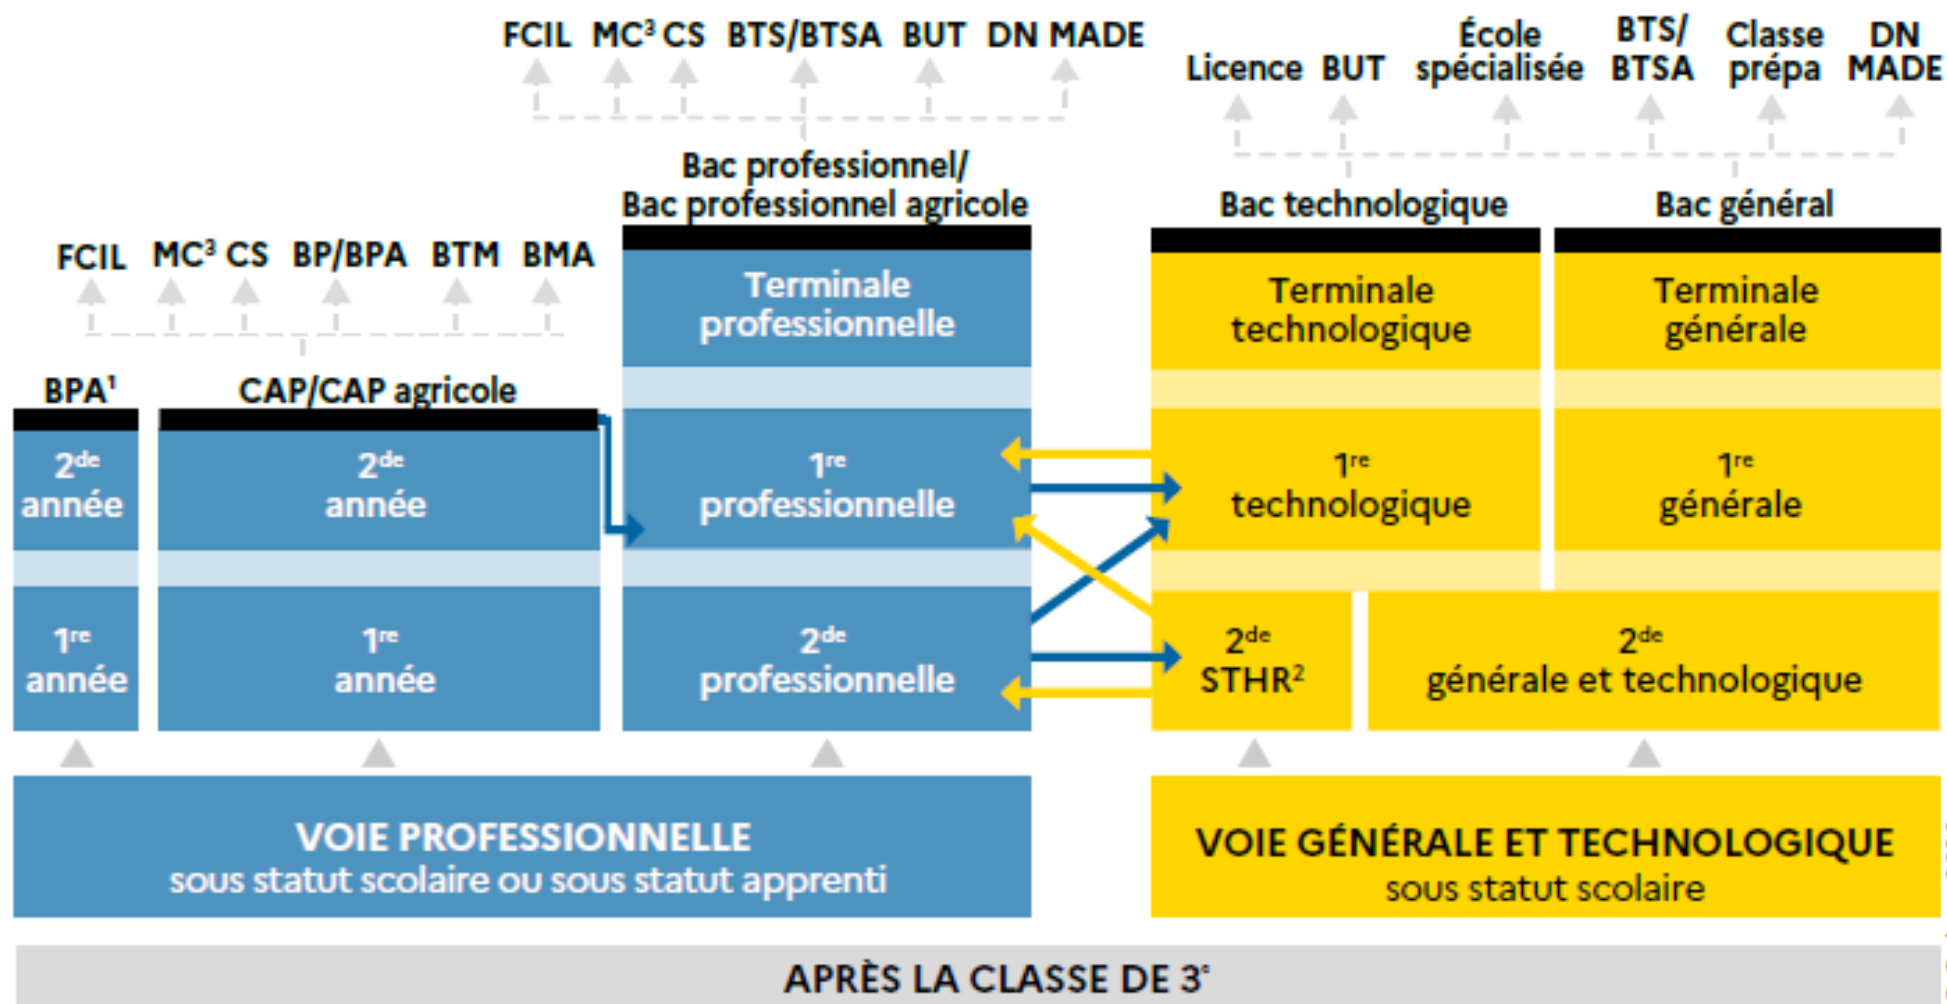 FCIL MC³ CS BTS/BTSA BUT DN MADE
Licence BUT École spécialisée BTS/BTSA Classe prépa DN MADE
Bac professionnel/
Bac professionnel agricole
Bac technologique
Bac général
FCIL MC³ CS BP/BPA BTM BMA
BPA¹
CAP/CAP agricole
Terminale
professionnelle
Terminale
technologique
Terminale
générale
2de
année
2de
année
1re
professionnelle
1re
technologique
1re
générale
1re
année
1re
année
2de
professionnelle
2de
STHR²
2de
générale et technologique
VOIE PROFESSIONNELLE
sous statut scolaire ou sous statut apprenti
VOIE GÉNÉRALE ET TECHNOLOGIQUE
sous statut scolaire
APRÈS LA CLASSE DE 3e